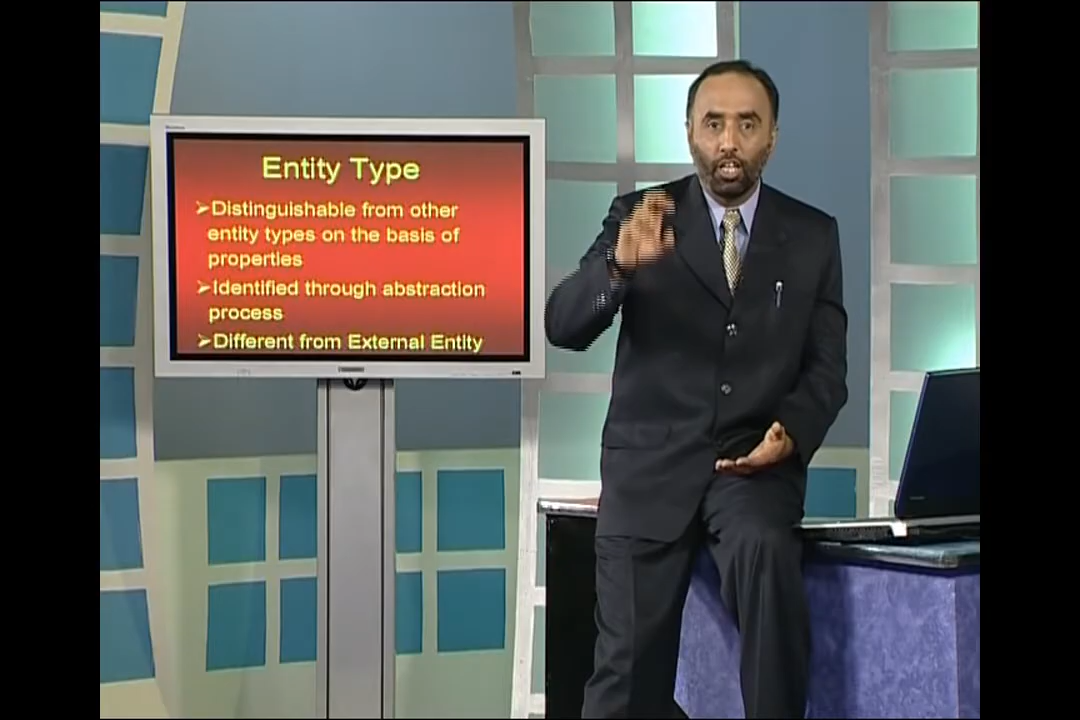 Entity Type
➢Distinguishable from other
entity types on the basis of
properties
➢Identified through abstraction
process
➢Different from External Entity